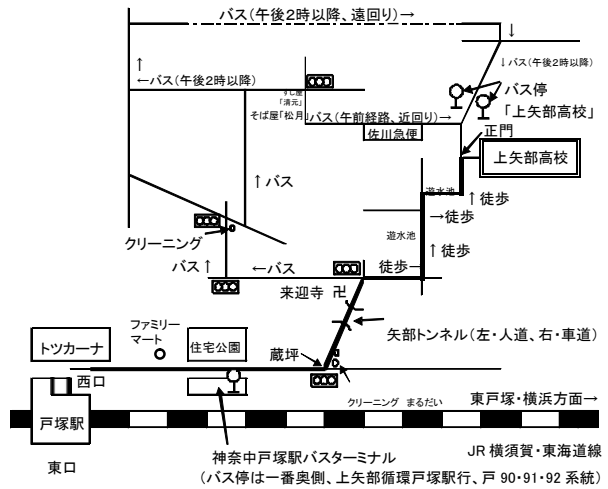 バス(午後2時以降、遠回り)→
↓
↑
←バス(午後2時以降)
↓バス(午後2時以降)
バス停
「上矢部高校」
すし屋
「清元」
そば屋「松月」
バス(午前経路、近回り)→
佐川急便
正門
上矢部高校
↑バス
遊水池
↑徒歩
→徒歩
遊水池
↑徒歩
クリーニング
バス↑
←バス
徒歩→
来迎寺 卍
矢部トンネル(左・人道、右・車道)
トツカーナ
ファミリー
マート
住宅公園
蔵坪
西口
クリーニング まるだい
東戸塚・横浜方面→
戸塚駅
東口
神奈中戸塚駅バスターミナル
(バス停は一番奥側、上矢部循環戸塚駅行、戸90・91・92系統)
JR横須賀・東海道線